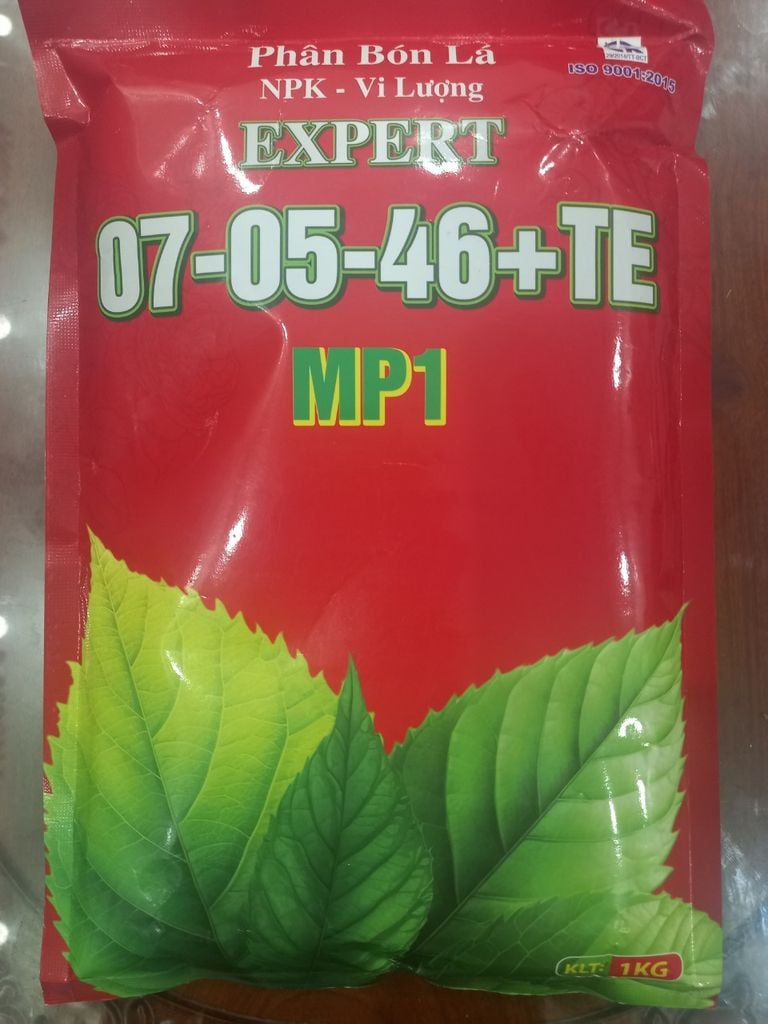 Phân Bón Lá
NPK - Vi Lượng
EXPERT
ISO 9001:2015
07-05-46+TE
MP1
KLT: 1KG